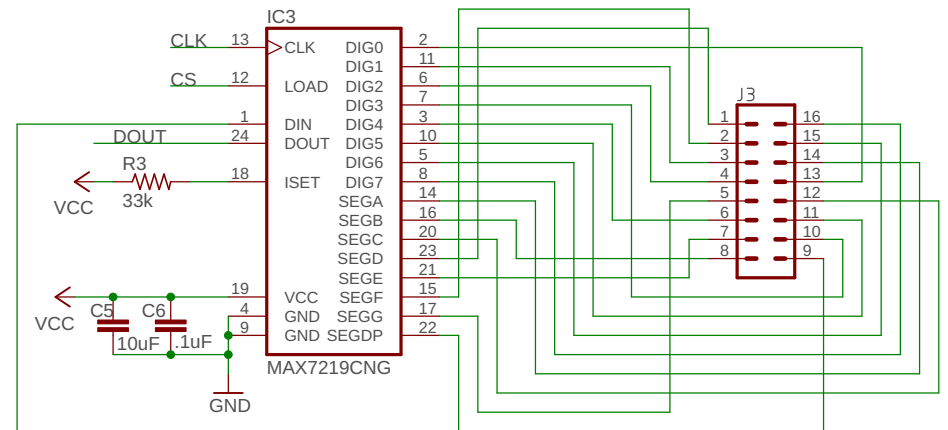 IC3
CLK 13 CLK DIG0 2
DIG1 11
CS 12 LOAD DIG2 6
DIG3 7
J3
1 DIN DIG4 3 1 16
DOUT 24 DOUT DIG5 10 2 15
R3 DIG6 5 3 14
18 ISET DIG7 8 4 13
VCC 33k SEGA 14 5 12
SEGB 16 6 11
SEGC 20 7 10
SEGD 23 8 9
SEGE 21
19 VCC SEGF 15
VCC C5 C6 4 GND SEGG 17
10uF .1uF 9 GND SEGDP 22
MAX7219CNG
GND